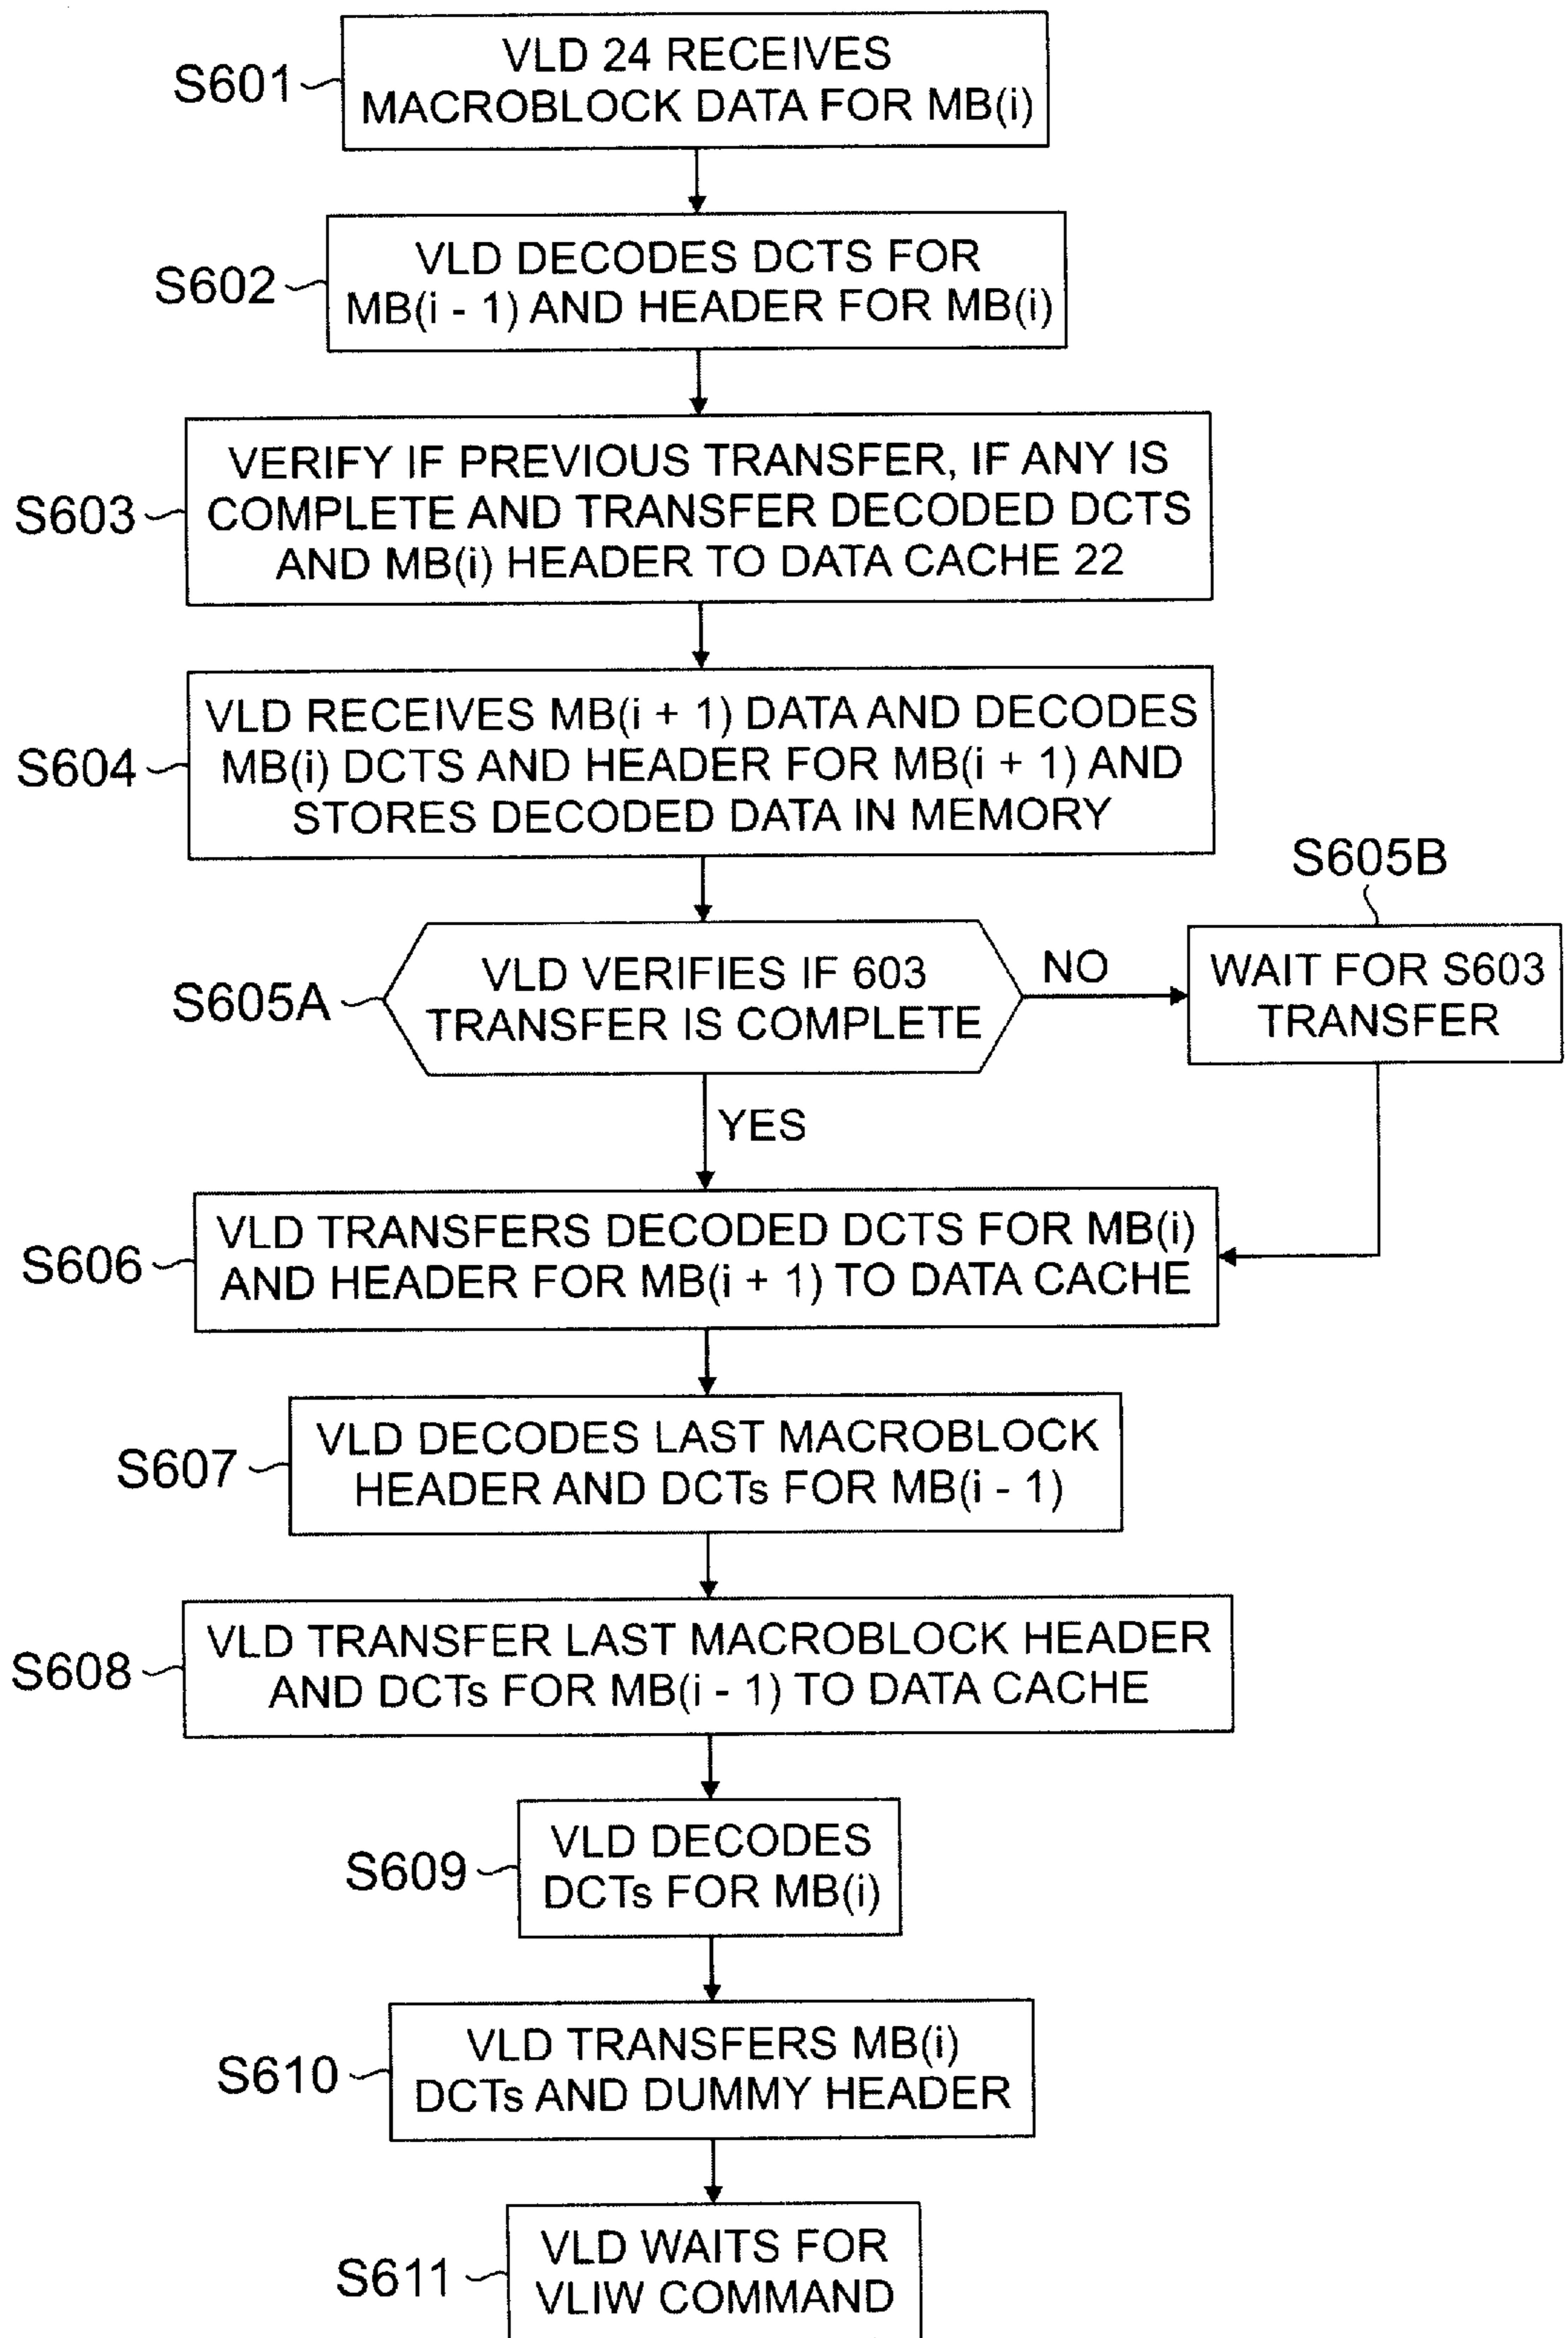 S601
VLD 24 RECEIVES
MACROBLOCK DATA FOR MB(i)
S602
VLD DECODES DCTS FOR
MB(i - 1) AND HEADER FOR MB(i)
S603
VERIFY IF PREVIOUS TRANSFER, IF ANY IS
COMPLETE AND TRANSFER DECODED DCTS
AND MB(i) HEADER TO DATA CACHE 22
S604
VLD RECEIVES MB(i + 1) DATA AND DECODES
MB(i) DCTS AND HEADER FOR MB(i + 1) AND
STORES DECODED DATA IN MEMORY
S605A
VLD VERIFIES IF 603
TRANSFER IS COMPLETE
NO
S605B
WAIT FOR S603
TRANSFER
YES
S606
VLD TRANSFERS DECODED DCTS FOR MB(i)
AND HEADER FOR MB(i + 1) TO DATA CACHE
S607
VLD DECODES LAST MACROBLOCK
HEADER AND DCTs FOR MB(i - 1)
S608
VLD TRANSFER LAST MACROBLOCK HEADER
AND DCTs FOR MB(i - 1) TO DATA CACHE
S609
VLD DECODES
DCTs FOR MB(i)
S610
VLD TRANSFERS MB(i)
DCTs AND DUMMY HEADER
S611
VLD WAITS FOR
VLIW COMMAND